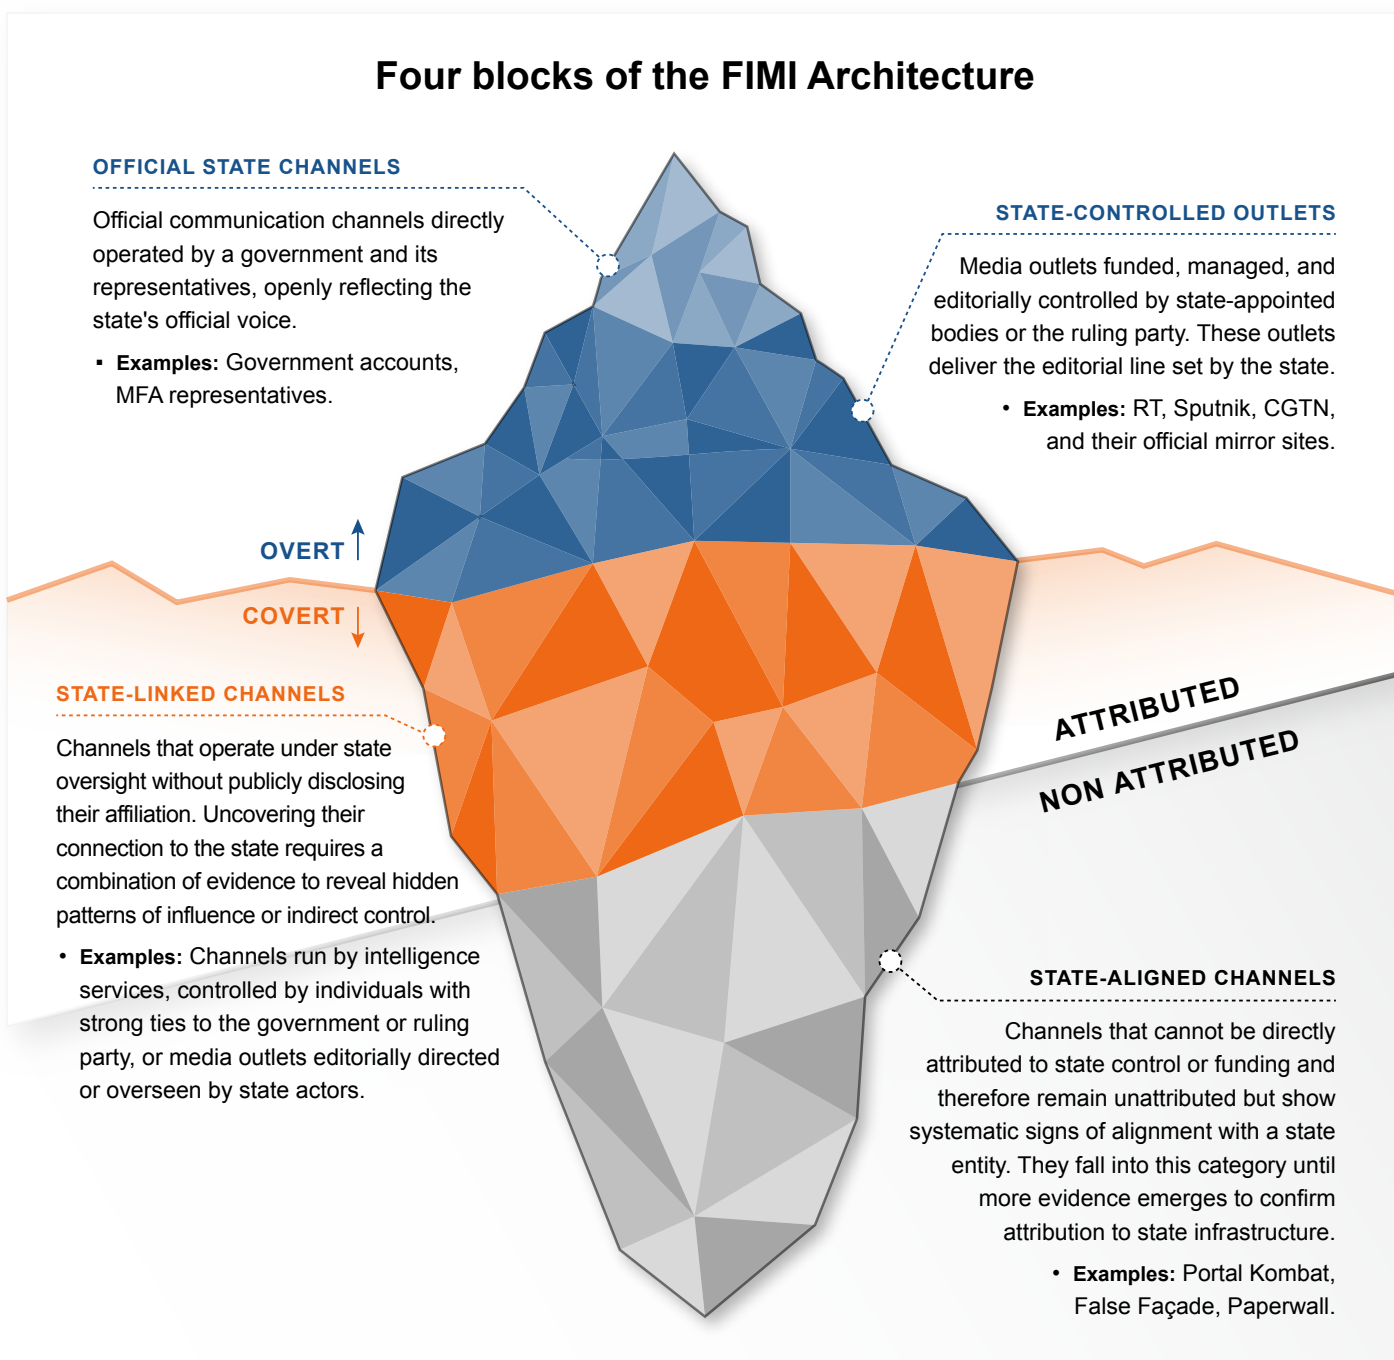 Four blocks of the FIMI Architecture
OFFICIAL STATE CHANNELS
Official communication channels directly
operated by a government and its
representatives, openly reflecting the
state's official voice.
▪ Examples: Government accounts,
MFA representatives.
STATE-CONTROLLED OUTLETS
Media outlets funded, managed, and
editorially controlled by state-appointed
bodies or the ruling party. These outlets
deliver the editorial line set by the state.
• Examples: RT, Sputnik, CGTN,
and their official mirror sites.
OVERT
COVERT
STATE-LINKED CHANNELS
Channels that operate under state
oversight without publicly disclosing
their affiliation. Uncovering their
connection to the state requires a
combination of evidence to reveal hidden
patterns of influence or indirect control.
• Examples: Channels run by intelligence
services, controlled by individuals with
strong ties to the government or ruling
party, or media outlets editorially directed
or overseen by state actors.
ATTRIBUTED
NON ATTRIBUTED
STATE-ALIGNED CHANNELS
Channels that cannot be directly
attributed to state control or funding and
therefore remain unattributed but show
systematic signs of alignment with a state
entity. They fall into this category until
more evidence emerges to confirm
attribution to state infrastructure.
• Examples: Portal Kombat,
False Façade, Paperwall.